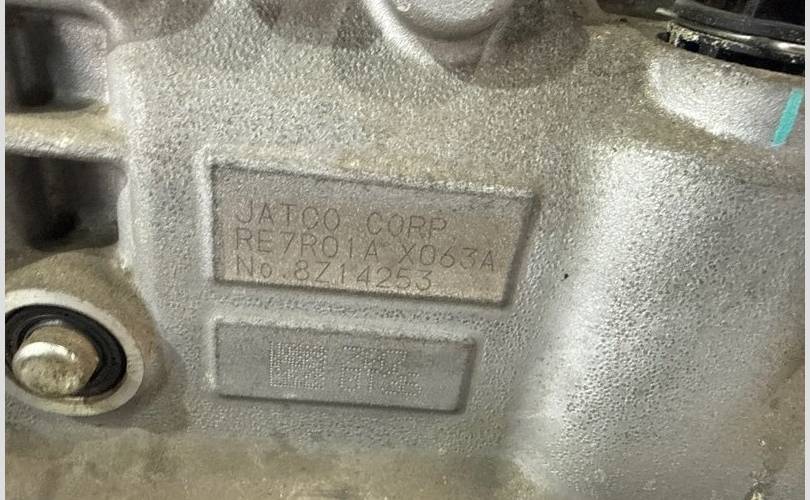 JATCO CORP
RE7R01A X063A
No.8Z14253